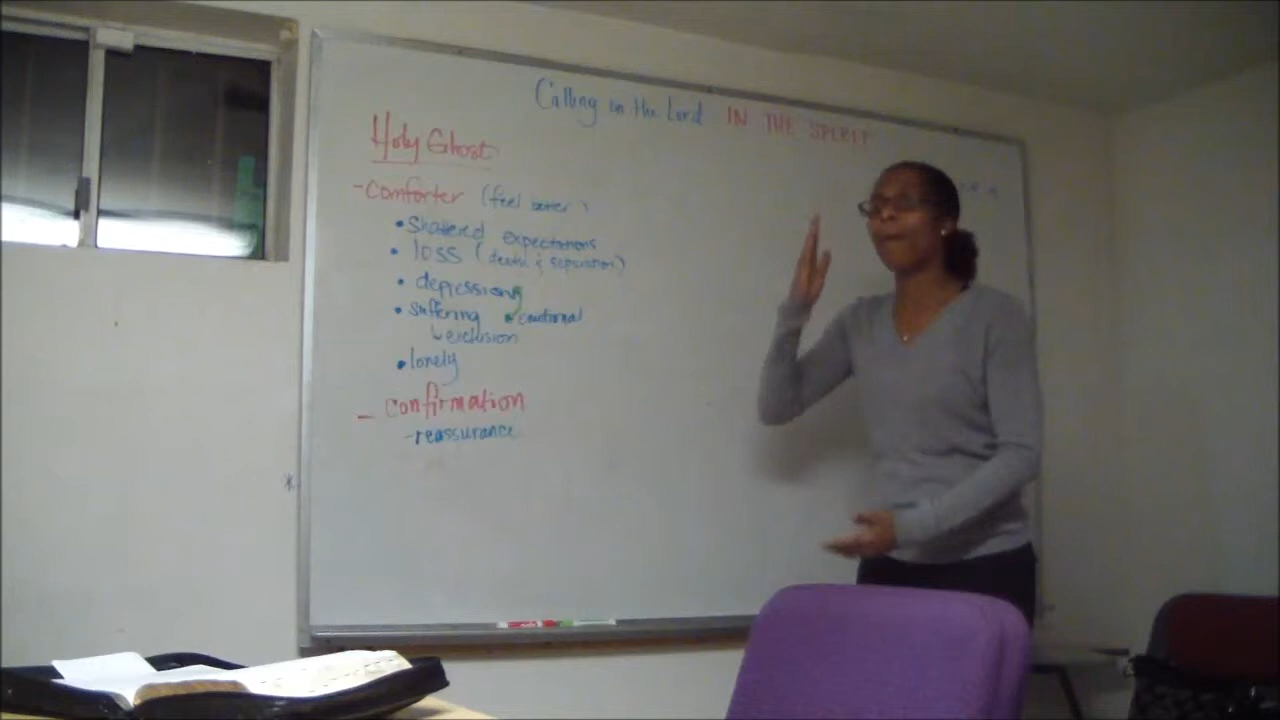 Calling on the Lord IN THE SPIRIT
Holy Ghost
- Comforter (feel better)
• Shattered expectations
• loss (death & separation)
• depression
• suffering • emotional
↳ exclusion
• lonely
- Confirmation
- reassurance